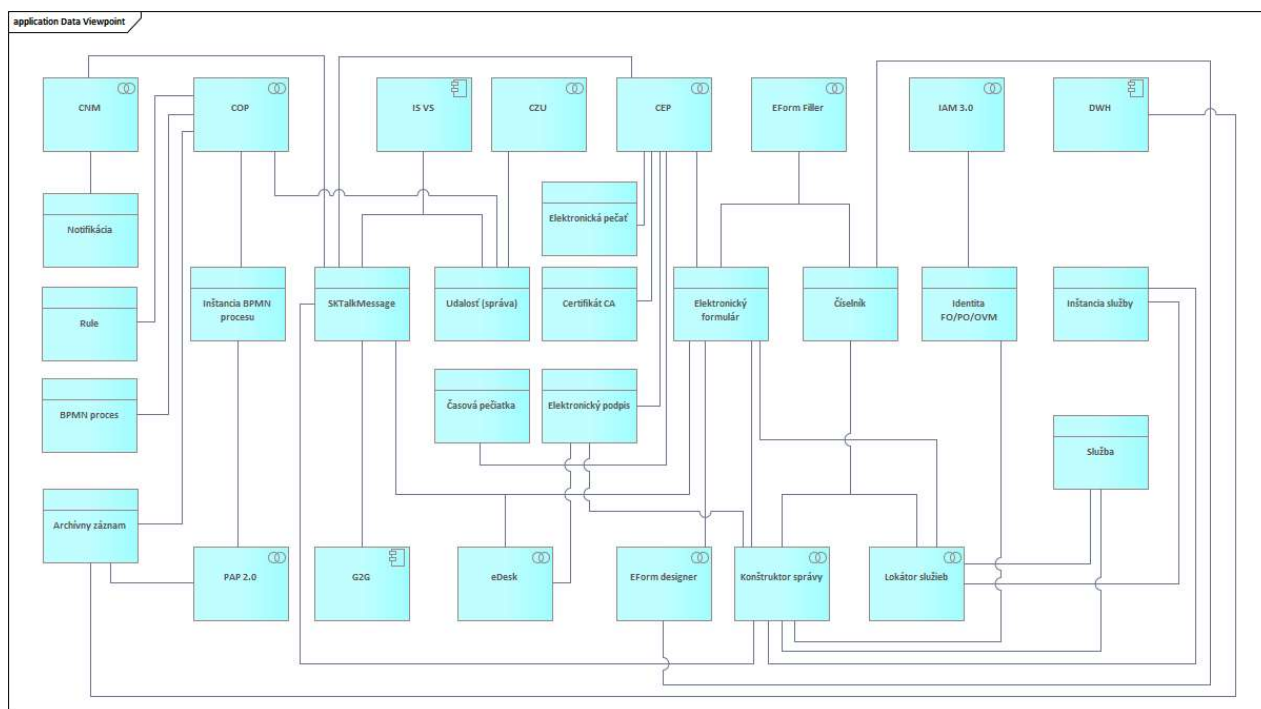 application Data Viewpoint
CNM
COP
IS VS
CZU
CEP
EForm Filler
IAM 3.0
DWH
Notifikácia
Elektronická pečať
Rule
Inštancia BPMN
procesu
SKTalkMessage
Udalosť (správa)
Certifikát CA
Elektronický
formulár
Číselník
Identita
FO/PO/OVM
Inštancia služby
BPMN proces
Časová pečiatka
Elektronický podpis
Služba
Archívny záznam
PAP 2.0
G2G
eDesk
EForm designer
Konštruktor správy
Lokátor služieb